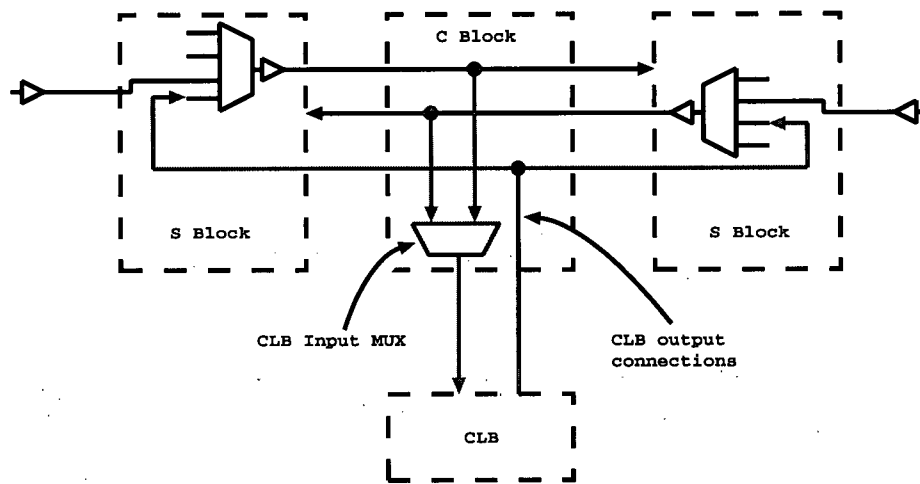 C Block
S Block
S Block
CLB Input MUX
CLB output
connections
CLB